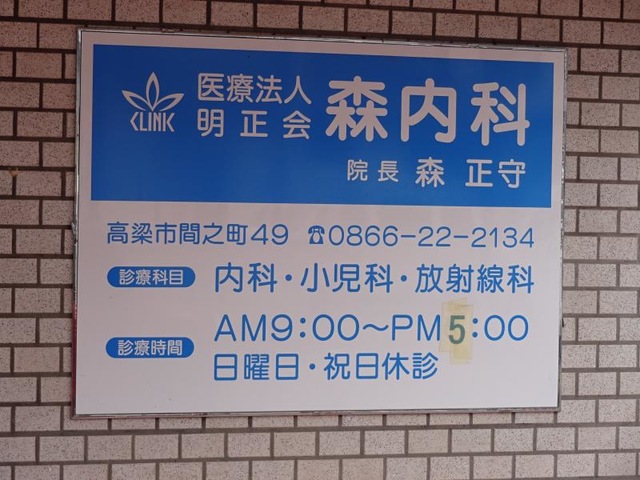 CLINK
医療法人
明正会
森内科
院長 森 正守
高梁市間之町49 ☎0866-22-2134
診療科目 内科・小児科・放射線科
診療時間 AM9:00〜PM5:00
日曜日・祝日休診